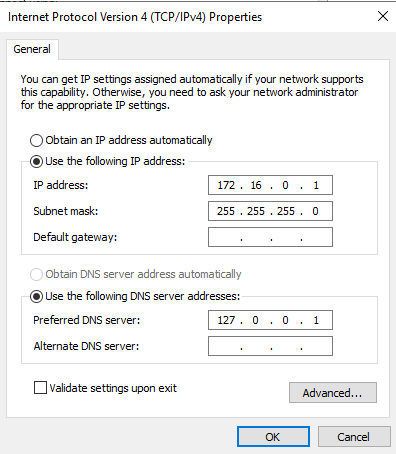 Internet Protocol Version 4 (TCP/IPv4) Properties
General
You can get IP settings assigned automatically if your network supports
this capability. Otherwise, you need to ask your network administrator
for the appropriate IP settings.
Obtain an IP address automatically
Use the following IP address:
IP address: 172 . 16 . 0 . 1
Subnet mask: 255 . 255 . 255 . 0
Default gateway: . . .
Obtain DNS server address automatically
Use the following DNS server addresses:
Preferred DNS server: 127 . 0 . 0 . 1
Alternate DNS server: . . .
Validate settings upon exit
Advanced...
OK Cancel